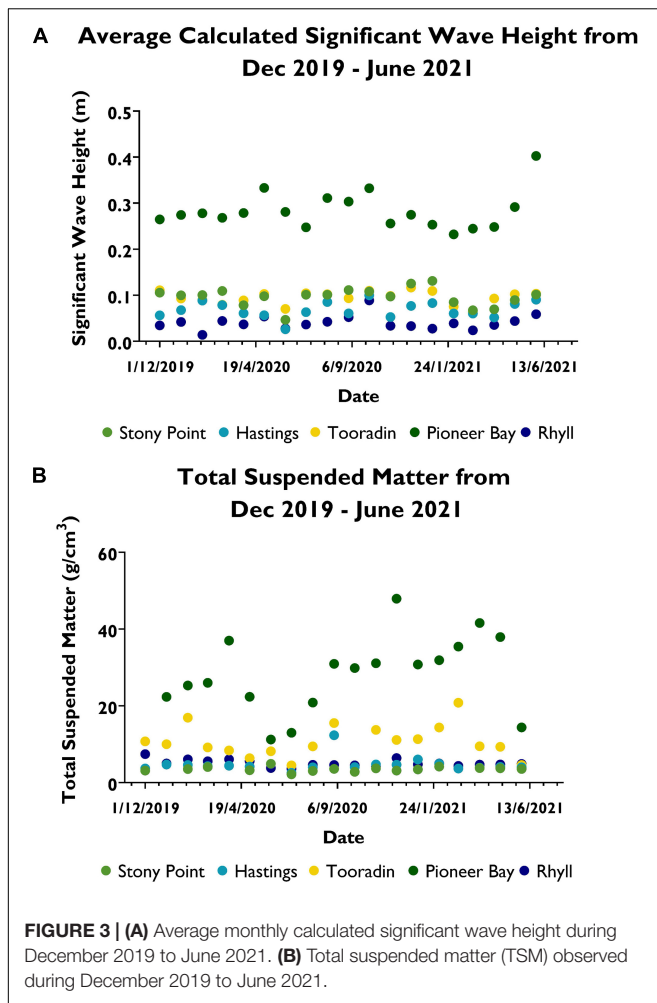 A
Average Calculated Significant Wave Height from
Dec 2019 - June 2021
Significant Wave Height (m)
0.5
0.4
0.3
0.2
0.1
0.0
1/12/2019 19/4/2020 6/9/2020 24/1/2021 13/6/2021
Date
Stony Point Hastings Tooradin Pioneer Bay Rhyll
B
Total Suspended Matter from
Dec 2019 - June 2021
Total Suspended Matter (g/cm³)
60
40
20
0
1/12/2019 19/4/2020 6/9/2020 24/1/2021 13/6/2021
Date
Stony Point Hastings Tooradin Pioneer Bay Rhyll
FIGURE 3 | (A) Average monthly calculated significant wave height during
December 2019 to June 2021. (B) Total suspended matter (TSM) observed
during December 2019 to June 2021.